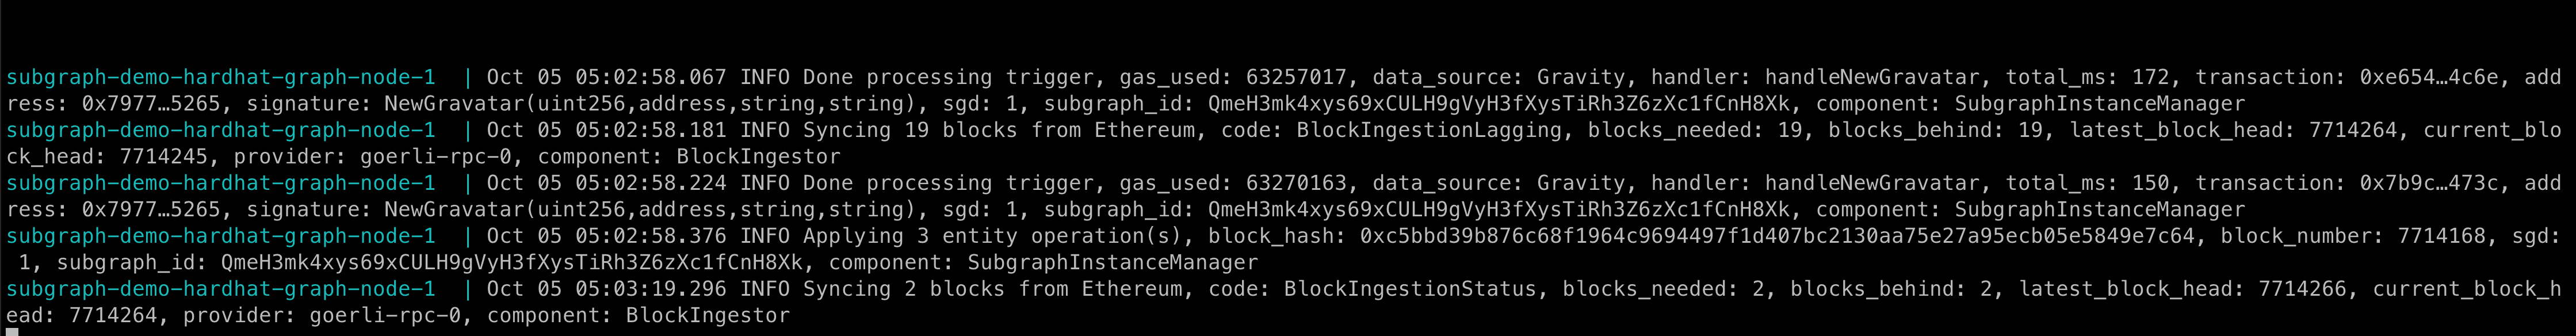 subgraph-demo-hardhat-graph-node-1  | Oct 05 05:02:58.067 INFO Done processing trigger, gas_used: 63257017, data_source: Gravity, handler: handleNewGravatar, total_ms: 172, transaction: 0xe654…4c6e, add
ress: 0x7977…5265, signature: NewGravatar(uint256,address,string,string), sgd: 1, subgraph_id: QmeH3mk4xys69xCULH9gVyH3fXysTiRh3Z6zXc1fCnH8Xk, component: SubgraphInstanceManager
subgraph-demo-hardhat-graph-node-1  | Oct 05 05:02:58.181 INFO Syncing 19 blocks from Ethereum, code: BlockIngestionLagging, blocks_needed: 19, blocks_behind: 19, latest_block_head: 7714264, current_blo
ck_head: 7714245, provider: goerli-rpc-0, component: BlockIngestor
subgraph-demo-hardhat-graph-node-1  | Oct 05 05:02:58.224 INFO Done processing trigger, gas_used: 63270163, data_source: Gravity, handler: handleNewGravatar, total_ms: 150, transaction: 0x7b9c…473c, add
ress: 0x7977…5265, signature: NewGravatar(uint256,address,string,string), sgd: 1, subgraph_id: QmeH3mk4xys69xCULH9gVyH3fXysTiRh3Z6zXc1fCnH8Xk, component: SubgraphInstanceManager
subgraph-demo-hardhat-graph-node-1  | Oct 05 05:02:58.376 INFO Applying 3 entity operation(s), block_hash: 0xc5bbd39b876c68f1964c9694497f1d407bc2130aa75e27a95ecb05e5849e7c64, block_number: 7714168, sgd:
 1, subgraph_id: QmeH3mk4xys69xCULH9gVyH3fXysTiRh3Z6zXc1fCnH8Xk, component: SubgraphInstanceManager
subgraph-demo-hardhat-graph-node-1  | Oct 05 05:03:19.296 INFO Syncing 2 blocks from Ethereum, code: BlockIngestionStatus, blocks_needed: 2, blocks_behind: 2, latest_block_head: 7714266, current_block_h
ead: 7714264, provider: goerli-rpc-0, component: BlockIngestor